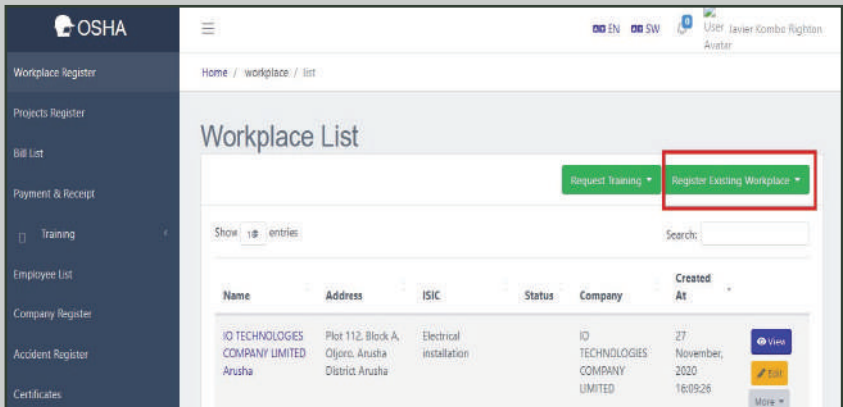 OSHA
EN SW
0
User
Avatar
Javier Kombo Righton
Workplace Register
Projects Register
Bill List
Payment & Receipt
Training
Employee List
Company Register
Accident Register
Certificates
Home / workplace / list
Workplace List
Request Training
Register Existing Workplace
Show entries
Search:
Name Address ISIC Status Company Created
At
IO TECHNOLOGIES
COMPANY LIMITED
Arusha
Plot 112, Block A,
Oljoro, Arusha
District Arusha
Electrical
installation
IO
TECHNOLOGIES
COMPANY
LIMITED
27
November,
2020
16:09:26
View
Edit
More